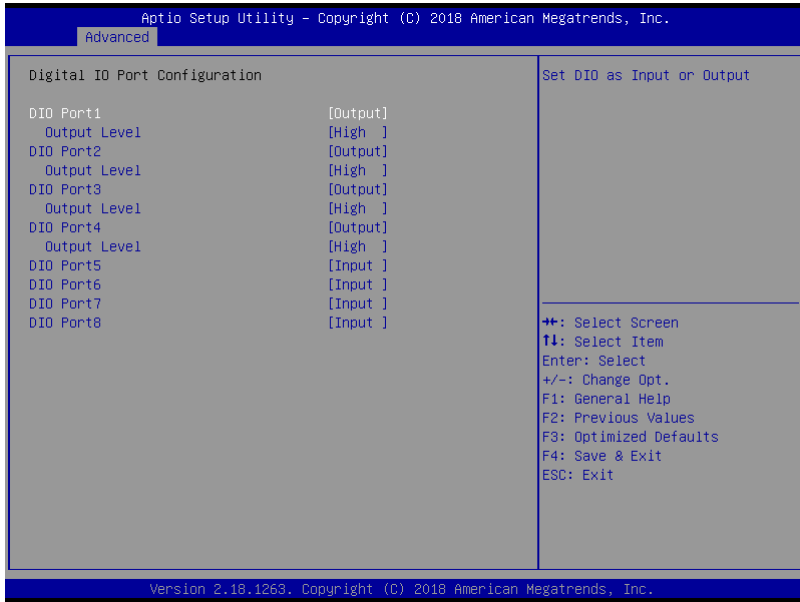 Aptio Setup Utility – Copyright (C) 2018 American Megatrends, Inc.
Advanced
Digital IO Port Configuration
DIO Port1 [Output]
Output Level [High ]
DIO Port2 [Output]
Output Level [High ]
DIO Port3 [Output]
Output Level [High ]
DIO Port4 [Output]
Output Level [High ]
DIO Port5 [Input ]
DIO Port6 [Input ]
DIO Port7 [Input ]
DIO Port8 [Input ]
Set DIO as Input or Output
→←: Select Screen
↑↓: Select Item
Enter: Select
+/-: Change Opt.
F1: General Help
F2: Previous Values
F3: Optimized Defaults
F4: Save & Exit
ESC: Exit
Version 2.18.1263. Copyright (C) 2018 American Megatrends, Inc.